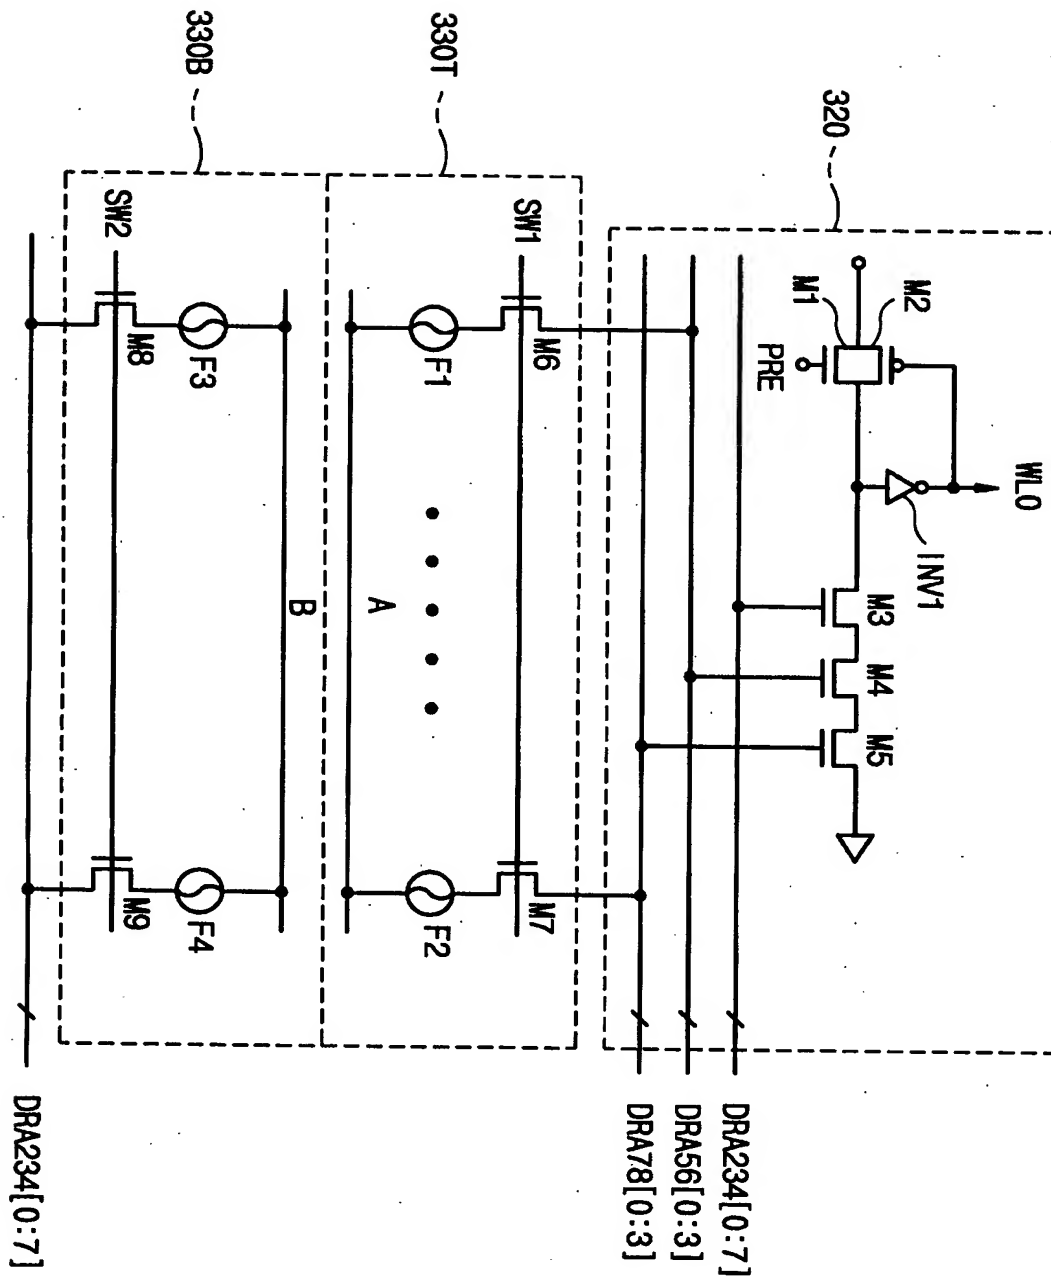 330B
330T
320
SW2
SW1
M1
M2
PRE
WL0
INV1
M8
F3
F1
M6
M3
M4
M5
B
A
M9
F4
F2
M7
DRA234[0:7]
DRA78[0:3]
DRA56[0:3]
DRA234[0:7]